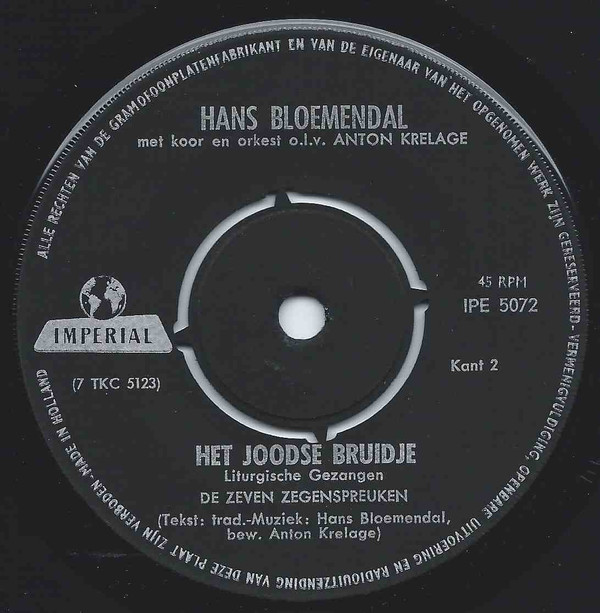 ALLE RECHTEN VAN DE GRAMOFOONPLATENFABRIKANT EN VAN DE EIGENAAR VAN HET OPGENOMEN WERK ZIJN GERESERVEERD - VERMENIGVULDIGING, OPENBARE UITVOERING EN RADIOUITZENDING VAN DEZE PLAAT ZIJN VERBODEN - MADE IN HOLLAND
HANS BLOEMENDAL
met koor en orkest o.l.v. ANTON KRELAGE
45 RPM
IPE 5072
IMPERIAL
(7 TKC 5123)
Kant 2
HET JOODSE BRUIDJE
Liturgische Gezangen
DE ZEVEN ZEGENSPREUKEN
(Tekst: trad.-Muziek: Hans Bloemendal,
bew. Anton Krelage)